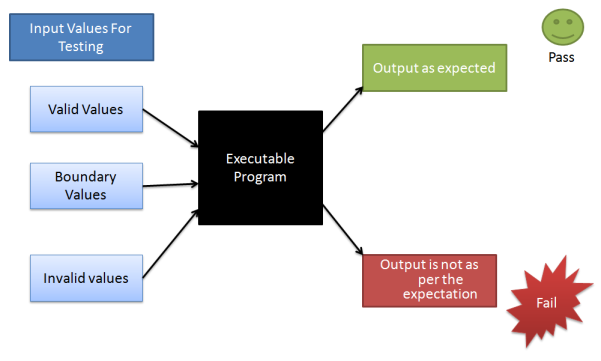 Input Values For
Testing
Valid Values
Boundary
Values
Invalid values
Executable
Program
Output as expected
Pass
Output is not as
per the
expectation
Fail